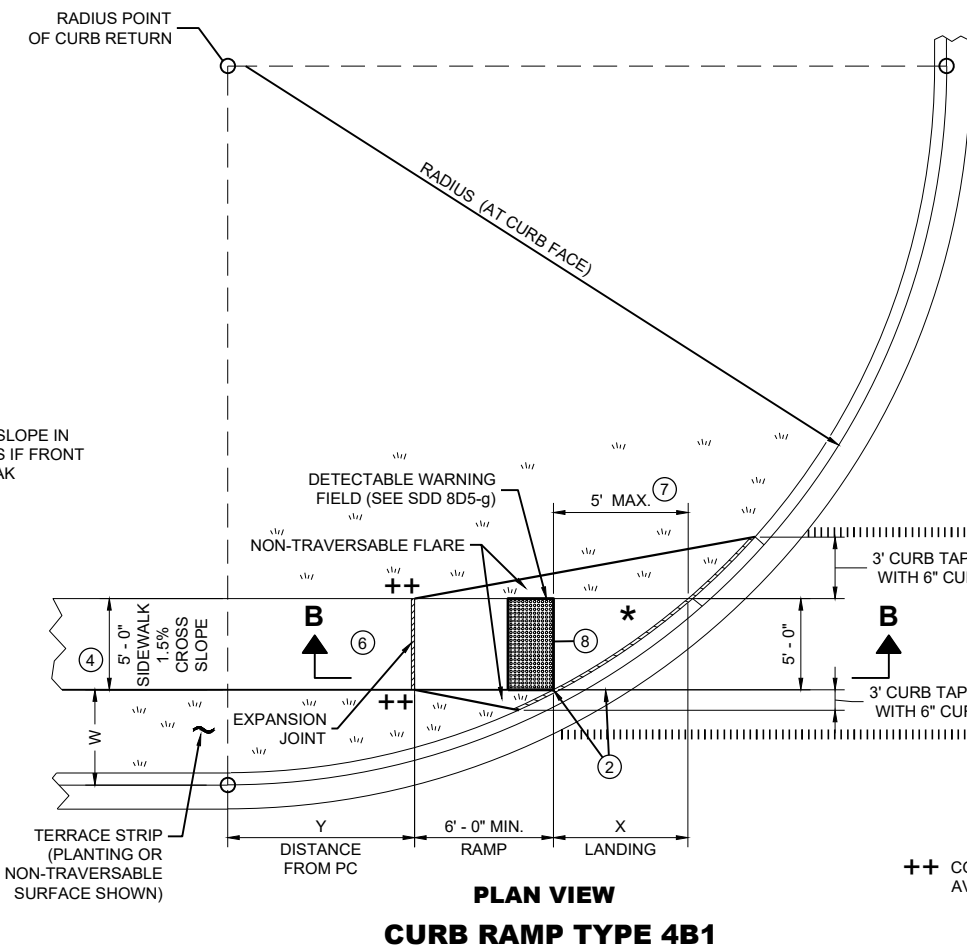 RADIUS POINT
OF CURB RETURN
RADIUS (AT CURB FACE)
SLOPE IN
S IF FRONT
AK
DETECTABLE WARNING
FIELD (SEE SDD 8D5-g)
5' MAX.
7
NON-TRAVERSABLE FLARE
3' CURB TAP
WITH 6" CU
++
B
6
4
5' - 0"
SIDEWALK
1.5%
CROSS
SLOPE
*
8
5' - 0"
B
++
EXPANSION
JOINT
3' CURB TAP
WITH 6" CU
W
2
TERRACE STRIP
(PLANTING OR
NON-TRAVERSABLE
SURFACE SHOWN)
Y
DISTANCE
FROM PC
6' - 0" MIN.
RAMP
X
LANDING
++ CO
AV
PLAN VIEW
CURB RAMP TYPE 4B1